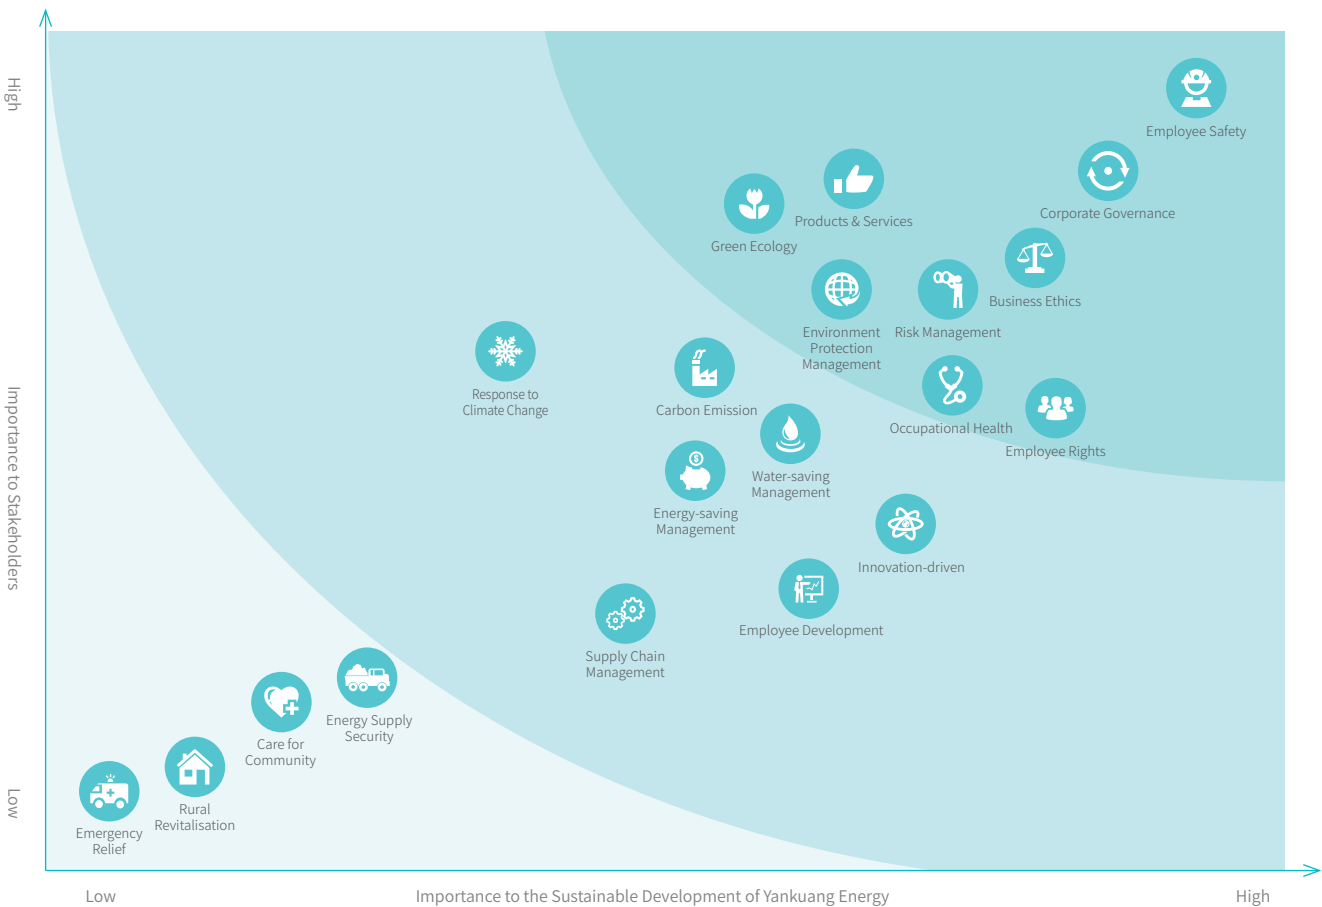 High
Importance to Stakeholders
Low
Employee Safety
Corporate Governance
Products & Services
Green Ecology
Business Ethics
Environment
Protection
Management
Risk Management
Response to
Climate Change
Carbon Emission
Occupational Health
Employee Rights
Water-saving
Management
Energy-saving
Management
$
Innovation-driven
Employee Development
Supply Chain
Management
Energy Supply
Security
Care for
Community
Rural
Revitalisation
Emergency
Relief
Low
Importance to the Sustainable Development of Yankuang Energy
High